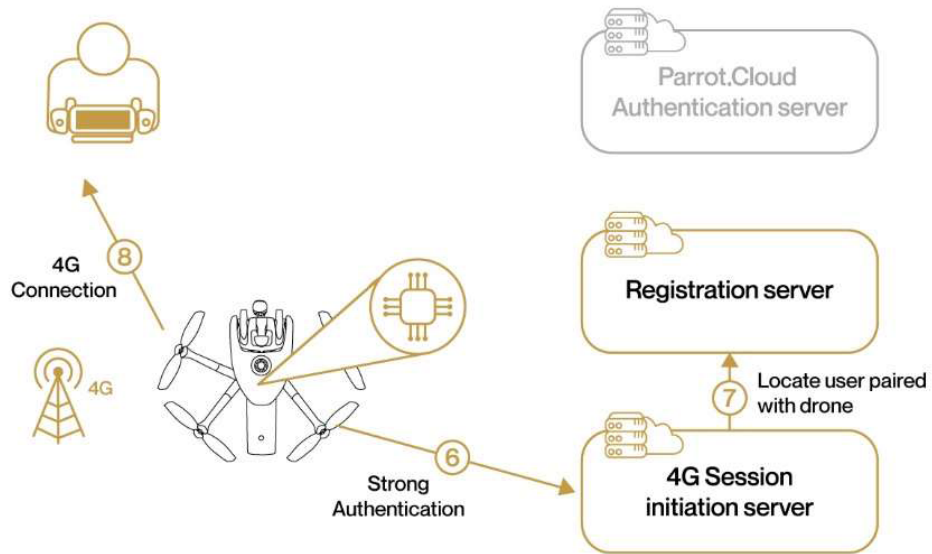 Parrot.Cloud
Authentication server
8
4G
Connection
Registration server
4G
7
Locate user paired
with drone
6
Strong
Authentication
4G Session
initiation server